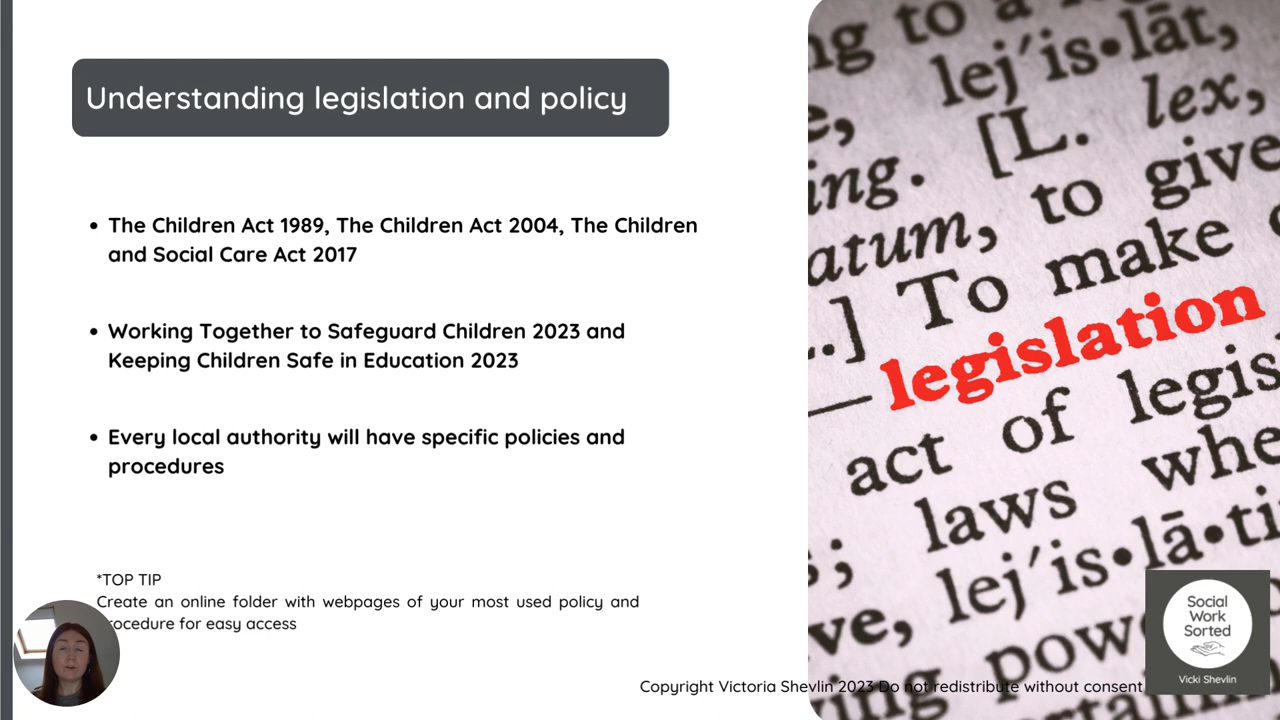 Understanding legislation and policy
• The Children Act 1989, The Children Act 2004, The Children
and Social Care Act 2017
• Working Together to Safeguard Children 2023 and
Keeping Children Safe in Education 2023
• Every local authority will have specific policies and
procedures
*TOP TIP
Create an online folder with webpages of your most used policy and
rocedure for easy access
ng to a
lej′is•lāt,
e,
[L. lex,
ing. to give
atum,
..] To make
— legislation
act of legis
laws whe
; lej′is•lā•ti
ve,
ving pow
Social
Work
Sorted
Vicki Shevlin
Copyright Victoria Shevlin 2023 Do not redistribute without consent